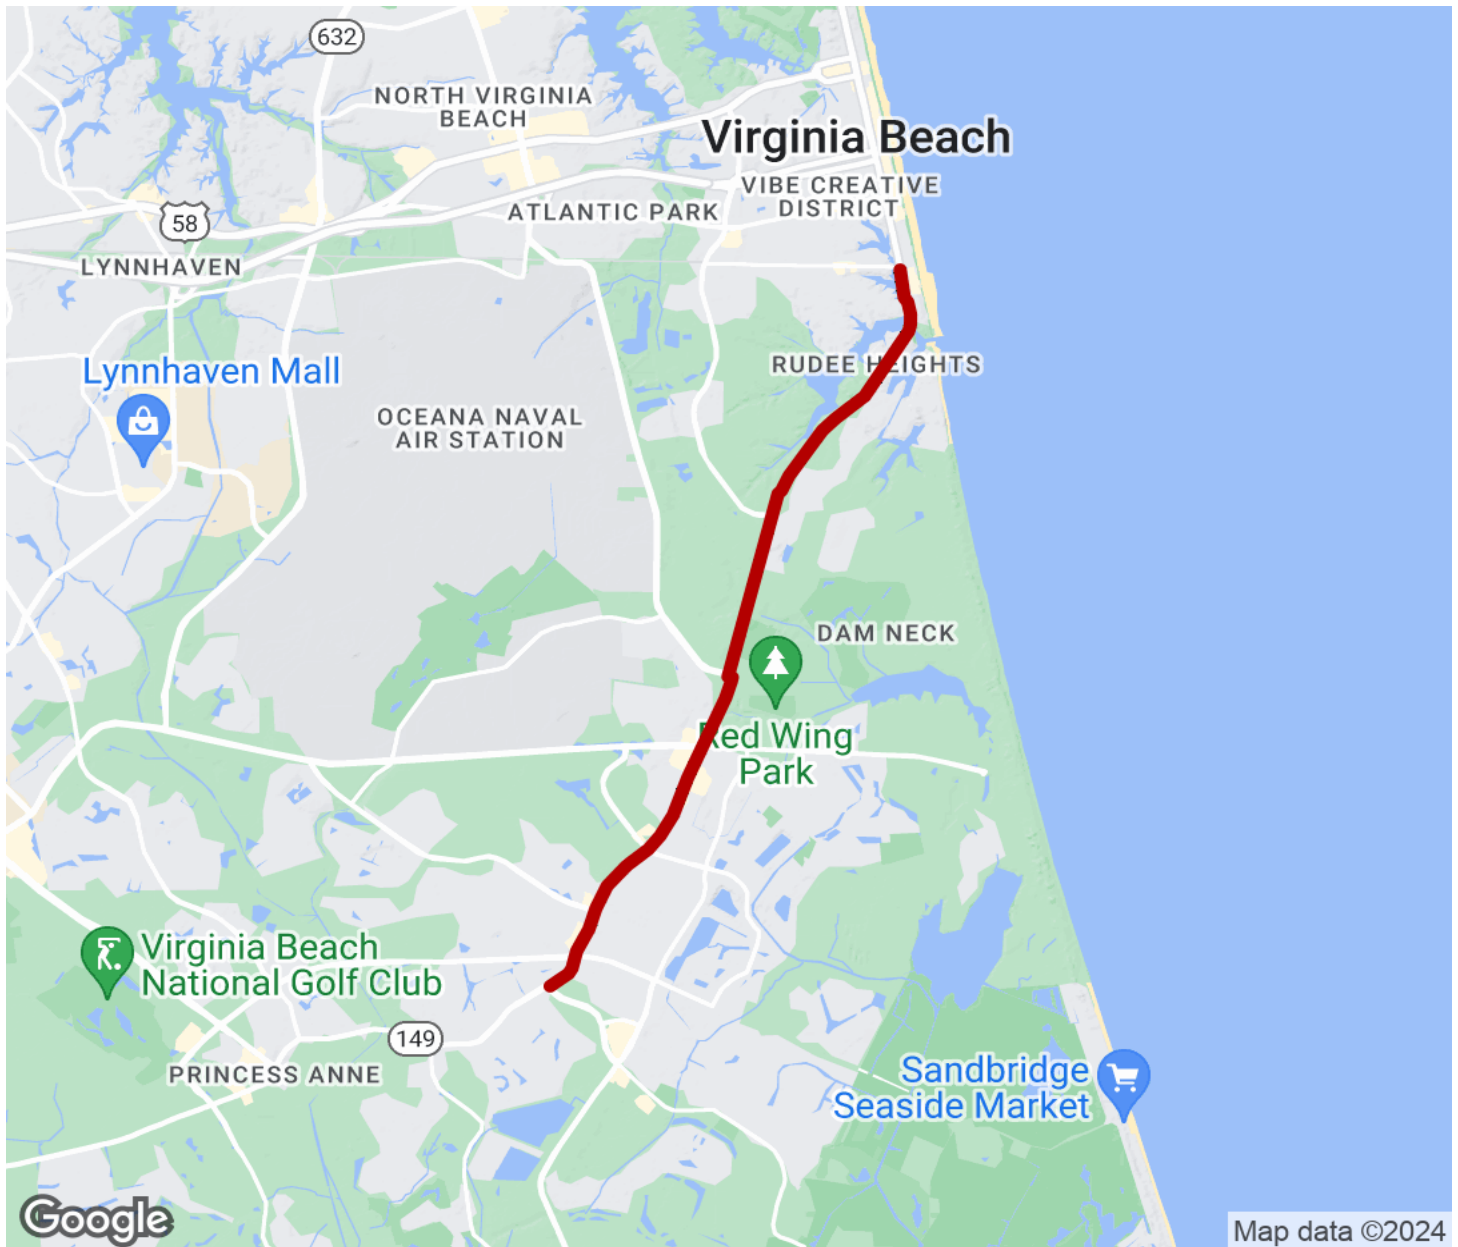 632
NORTH VIRGINIA
BEACH
Virginia Beach
VIBE CREATIVE
DISTRICT
58
ATLANTIC PARK
LYNNHAVEN
Lynnhaven Mall
RUDEE HEIGHTS
OCEANA NAVAL
AIR STATION
DAM NECK
Red Wing
Park
Virginia Beach
National Golf Club
149
PRINCESS ANNE
Sandbridge
Seaside Market
Google
Map data ©2024